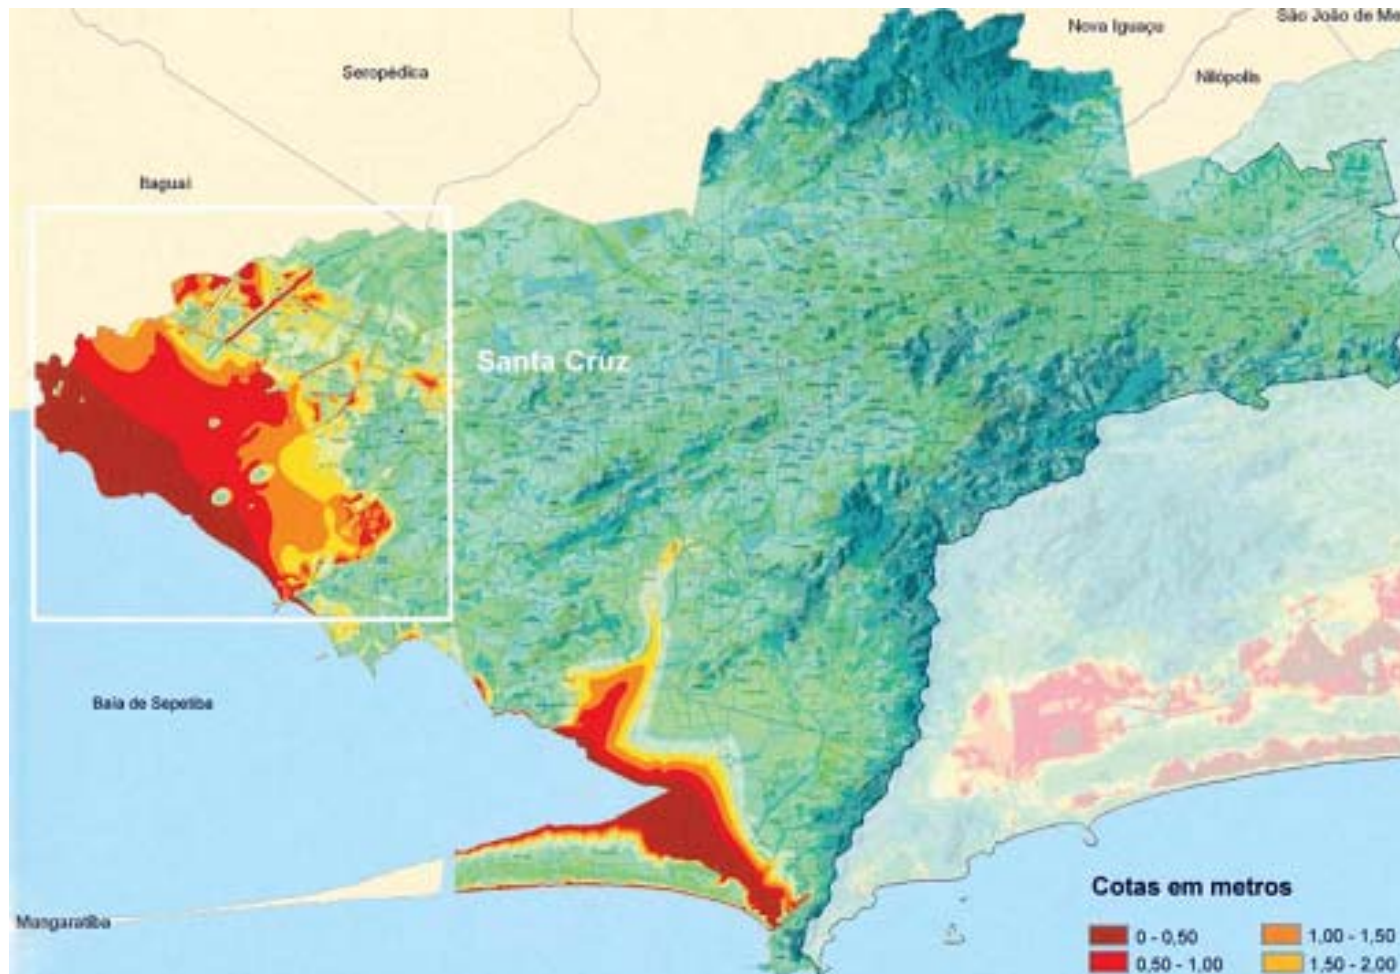 Nova Iguaçu
São João de Me
Seropédica
Nilópolis
Itaguaí
Santa Cruz
Baía de Sepetiba
Mangaratiba
Cotas em metros
0 - 0,50
1,00 - 1,50
0,50 - 1,00
1,50 - 2,00